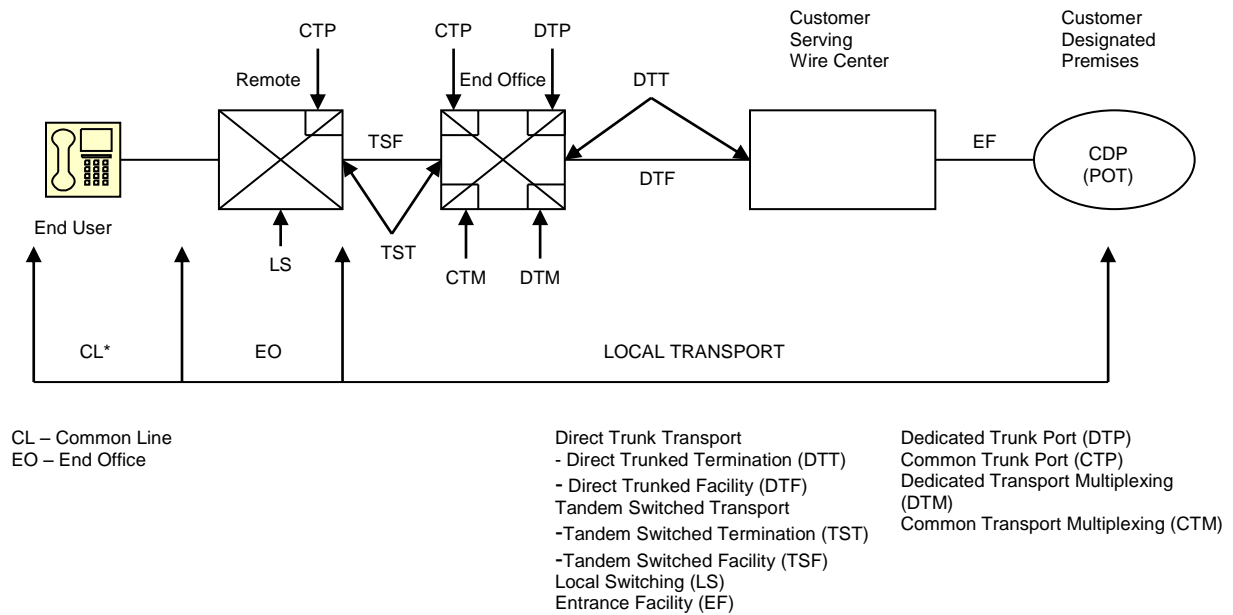 Customer
Serving
Wire Center
Customer
Designated
Premises
CTP
CTP
DTP
Remote
End Office
DTT
TSF
DTF
EF
CDP
(POT)
End User
LS
TST
CTM
DTM
CL*
EO
LOCAL TRANSPORT
CL – Common Line
EO – End Office
Direct Trunk Transport
- Direct Trunked Termination (DTT)
- Direct Trunked Facility (DTF)
Tandem Switched Transport
-Tandem Switched Termination (TST)
-Tandem Switched Facility (TSF)
Local Switching (LS)
Entrance Facility (EF)
Dedicated Trunk Port (DTP)
Common Trunk Port (CTP)
Dedicated Transport Multiplexing
(DTM)
Common Transport Multiplexing (CTM)